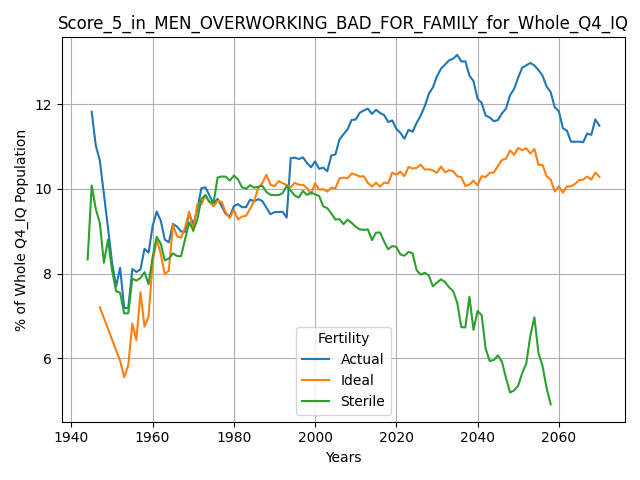 Score_5_in_MEN_OVERWORKING_BAD_FOR_FAMILY_for_Whole_Q4_IQ
% of Whole Q4_IQ Population
12
10
8
6
Fertility
Actual
Ideal
Sterile
1940
1960
1980
2000
2020
2040
2060
Years